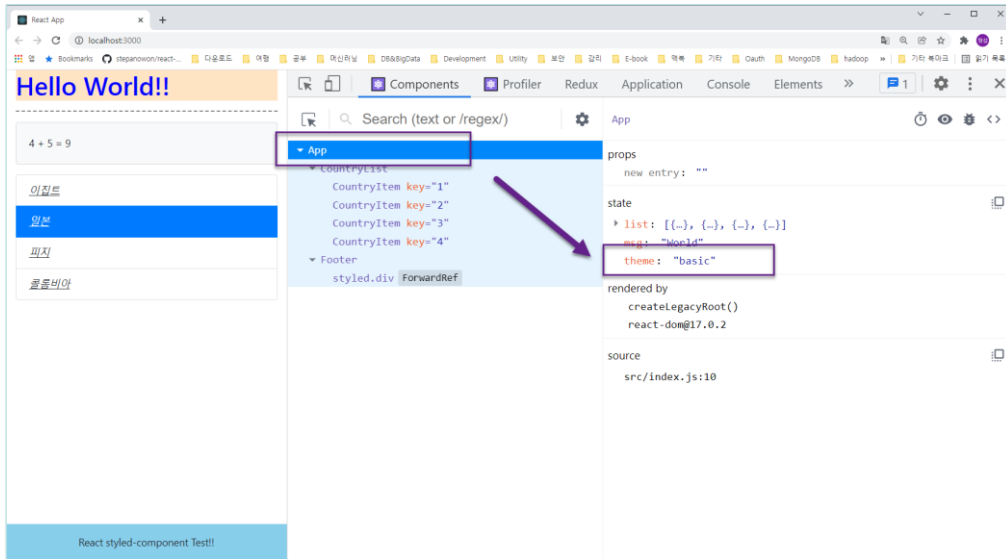 React App
localhost:3000
앱 Bookmarks stepanowon/react-... 다운로드 여행 공부 머신러닝 DB&BigData Development Utility 보안 감리 E-book 맥북 기타 Oauth MongoDB hadoop » 기타 북마크 읽기 목록
Hello World!!
4 + 5 = 9
이집트
일본
피지
콜롬비아
React styled-component Test!!
Components Profiler Redux Application Console Elements » 1
Search (text or /regex/)
App
CountryList
CountryItem key="1"
CountryItem key="2"
CountryItem key="3"
CountryItem key="4"
Footer
styled.div ForwardRef
App
props
new entry: ""
state
list: [{…}, {…}, {…}, {…}]
msg: "World"
theme: "basic"
rendered by
createLegacyRoot()
react-dom@17.0.2
source
src/index.js:10